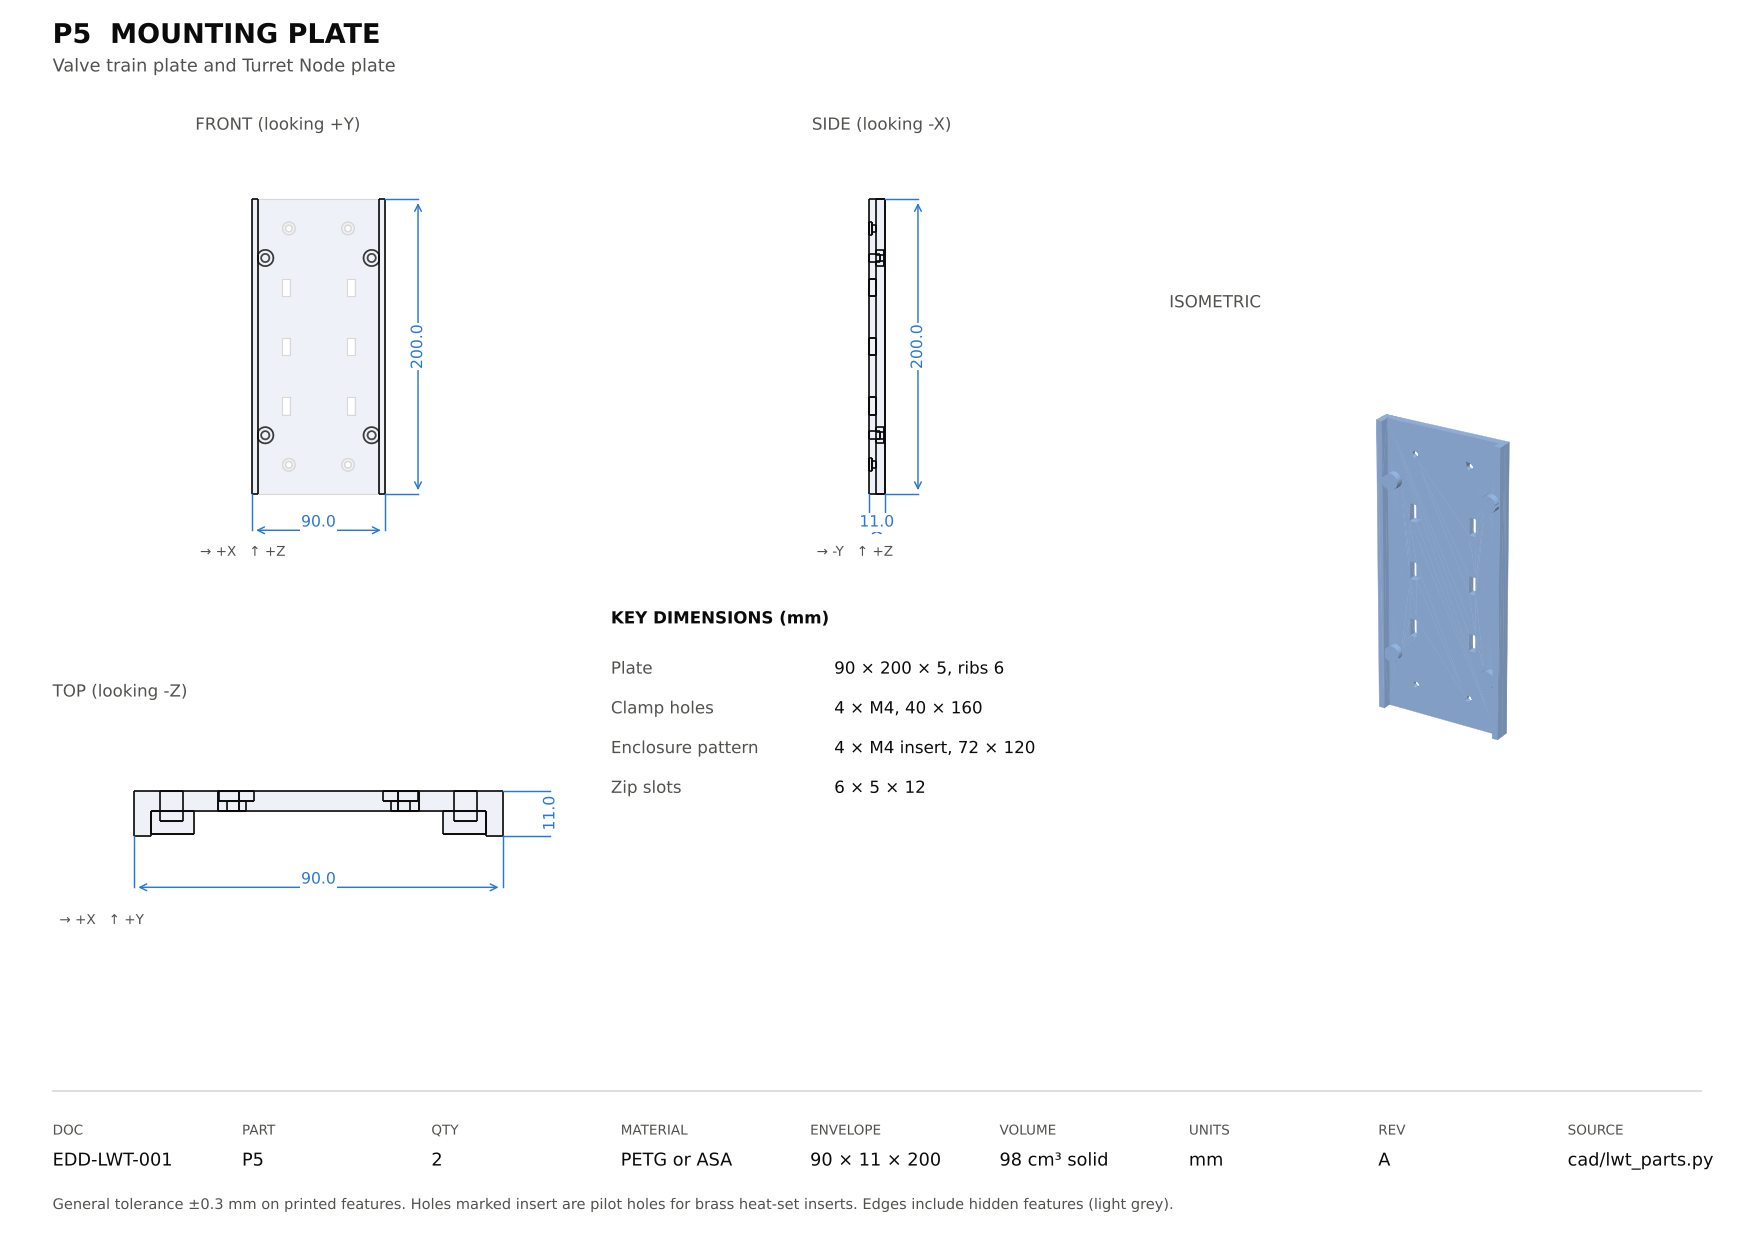 P5 MOUNTING PLATE
Valve train plate and Turret Node plate
FRONT (looking +Y)
SIDE (looking -X)
ISOMETRIC
200.0
200.0
90.0
11.0
→ +X ↑ +Z
→ -Y ↑ +Z
KEY DIMENSIONS (mm)
Plate 90 × 200 × 5, ribs 6
Clamp holes 4 × M4, 40 × 160
Enclosure pattern 4 × M4 insert, 72 × 120
Zip slots 6 × 5 × 12
TOP (looking -Z)
11.0
90.0
→ +X ↑ +Y
DOC PART QTY MATERIAL ENVELOPE VOLUME UNITS REV SOURCE
EDD-LWT-001 P5 2 PETG or ASA 90 × 11 × 200 98 cm³ solid mm A cad/lwt_parts.py
General tolerance ±0.3 mm on printed features. Holes marked insert are pilot holes for brass heat-set inserts. Edges include hidden features (light grey).